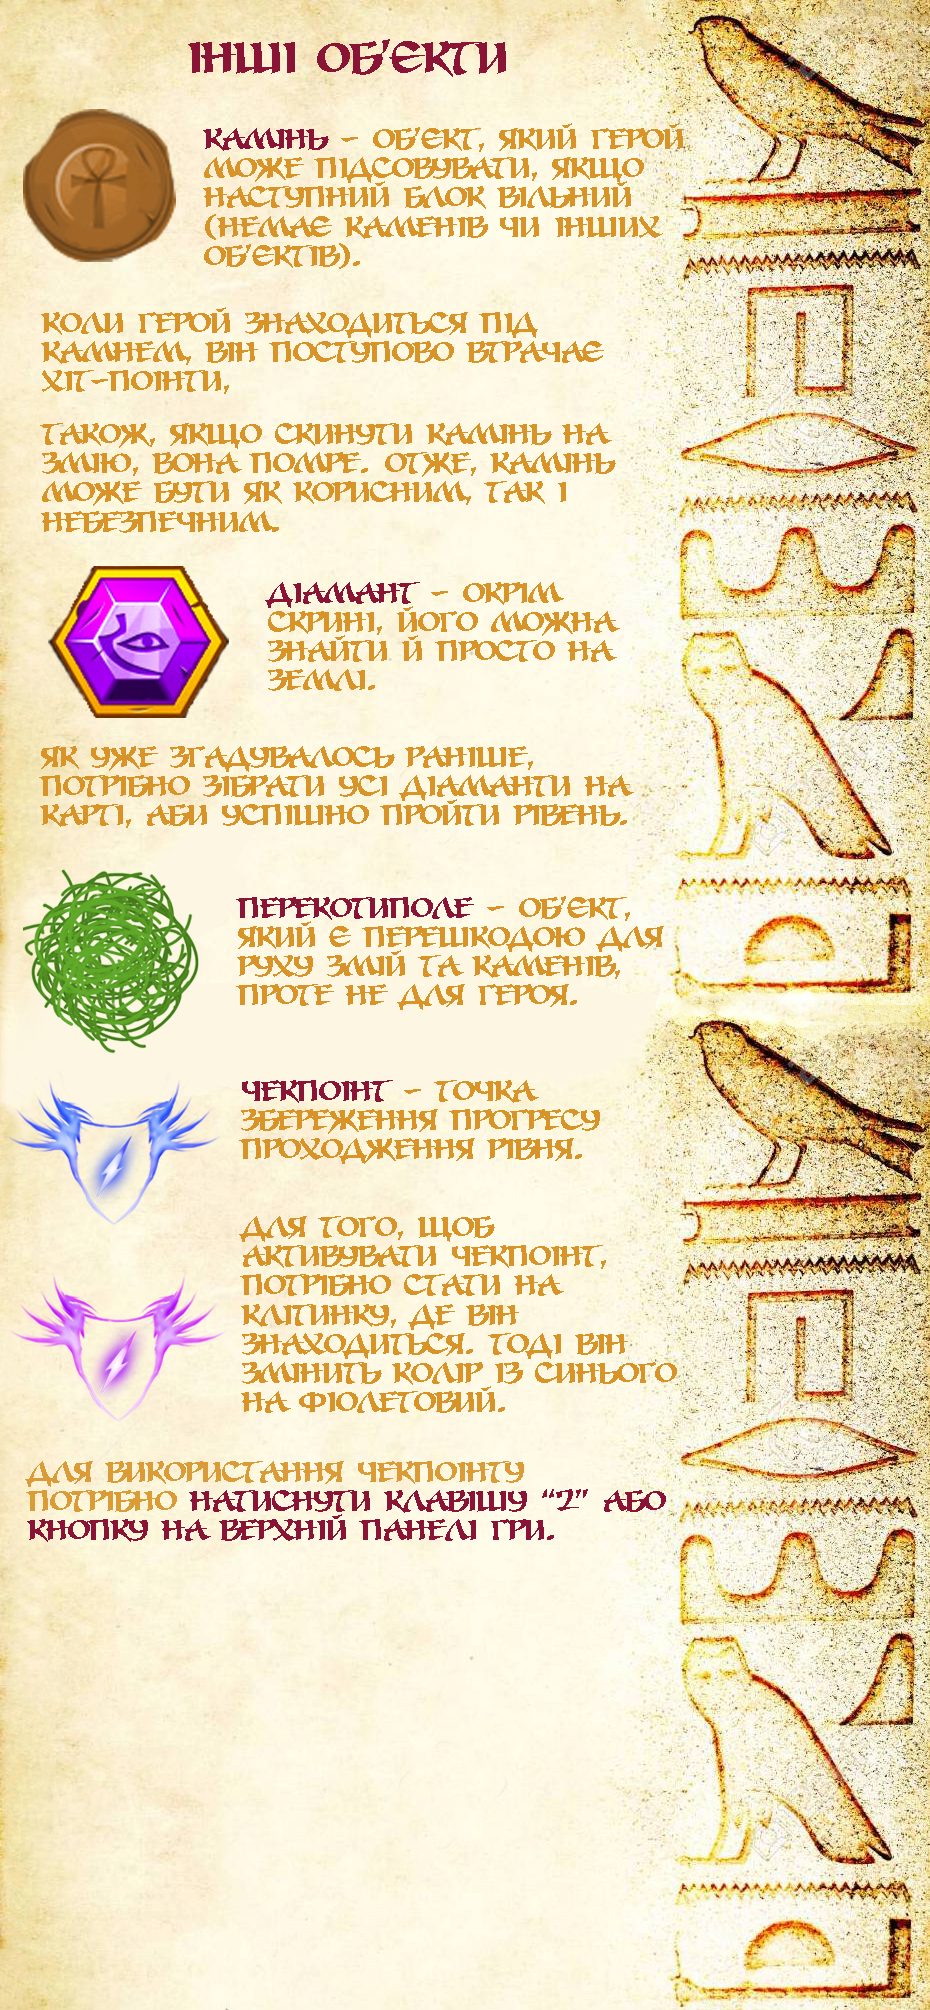 ІНШІ ОБ'ЄКТИ
КАМІНЬ – ОБ'ЄКТ, ЯКИЙ ГЕРОЙ
МОЖЕ ПІДСОВУВАТИ, ЯКЩО
НАСТУПНИЙ БЛОК ВІЛЬНИЙ
(НЕМАЄ КАМЕНІВ ЧИ ІНШИХ
ОБ'ЄКТІВ).
КОЛИ ГЕРОЙ ЗНАХОДИТЬСЯ ПІД
КАМНЕМ, ВІН ПОСТУПОВО ВТРАЧАЄ
ХІТ-ПОІНТИ,
ТАКОЖ, ЯКЩО СКИНУТИ КАМІНЬ НА
ЗМІЮ, ВОНА ПОМРЕ. ОТЖЕ, КАМІНЬ
МОЖЕ БУТИ ЯК КОРИСНИМ, ТАК І
НЕБЕЗПЕЧНИМ.
ДІАМАНТ – ОКРІМ
СКРИНІ, ЙОГО МОЖНА
ЗНАЙТИ Й ПРОСТО НА
ЗЕМЛІ.
ЯК УЖЕ ЗГАДУВАЛОСЬ РАНІШЕ,
ПОТРІБНО ЗІБРАТИ УСІ ДІАМАНТИ НА
КАРТІ, АБИ УСПІШНО ПРОЙТИ РІВЕНЬ.
ПЕРЕКОТИПОЛЕ – ОБ'ЄКТ,
ЯКИЙ Є ПЕРЕШКОДОЮ ДЛЯ
РУХУ ЗМІЙ ТА КАМЕНІВ,
ПРОТЕ НЕ ДЛЯ ГЕРОЯ.
ЧЕКПОІНТ – ТОЧКА
ЗБЕРЕЖЕННЯ ПРОГРЕСУ
ПРОХОДЖЕННЯ РІВНЯ.
ДЛЯ ТОГО, ЩОБ
АКТИВУВАТИ ЧЕКПОІНТ,
ПОТРІБНО СТАТИ НА
КЛІТИНКУ, ДЕ ВІН
ЗНАХОДИТЬСЯ. ТОДІ ВІН
ЗМІНИТЬ КОЛІР ІЗ СИНЬОГО
НА ФІОЛЕТОВИЙ.
ДЛЯ ВИКОРИСТАННЯ ЧЕКПОІНТУ
ПОТРІБНО НАТИСНУТИ КЛАВІШУ “2” АБО
КНОПКУ НА ВЕРХНІЙ ПАНЕЛІ ГРИ.